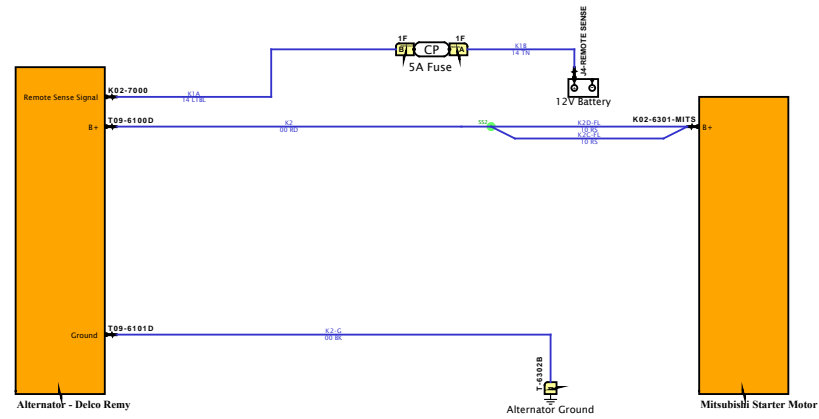 J4-REMOTE SENSE
1F
1F
B
CP
A
5A Fuse
K1B
14 TN
12V Battery
K02-7000
Remote Sense Signal
K1A
14 LTBL
T09-6100D
B+
K2
00 RD
SS2
K2D-FL
10 RS
K2C-FL
10 RS
K02-6301-MITS
B+
T09-6101D
Ground
K2-G
00 BK
T-6302B
Alternator Ground
Alternator - Delco Remy
Mitsubishi Starter Motor